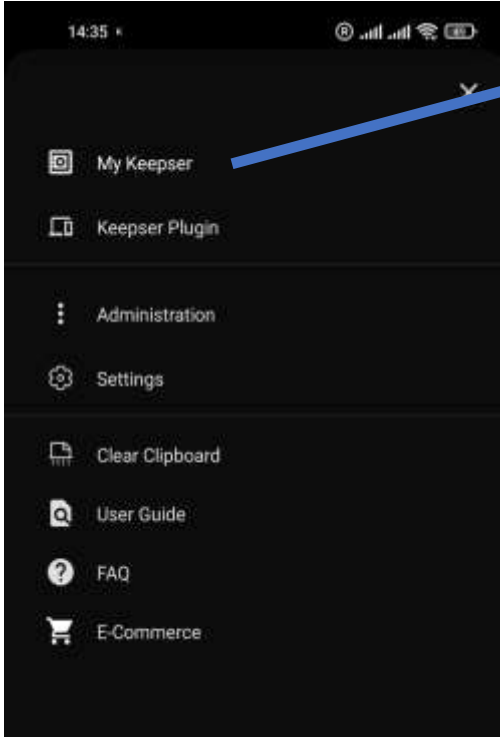 14:35
My Keepser
Keepser Plugin
Administration
Settings
Clear Clipboard
User Guide
FAQ
E-Commerce